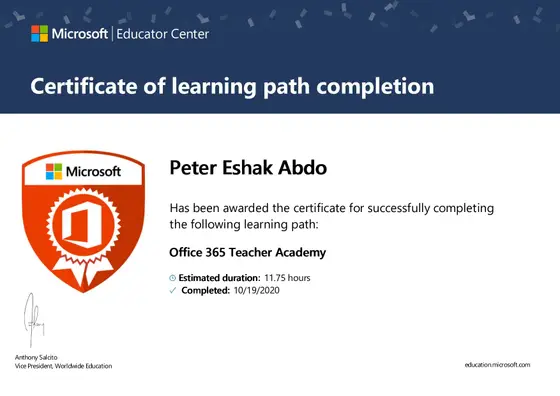 Microsoft | Educator Center
Certificate of learning path completion
Microsoft
Peter Eshak Abdo
Has been awarded the certificate for successfully completing
the following learning path:
Office 365 Teacher Academy
Estimated duration: 11.75 hours
Completed: 10/19/2020
Anthony Salcito
Vice President, Worldwide Education
education.microsoft.com